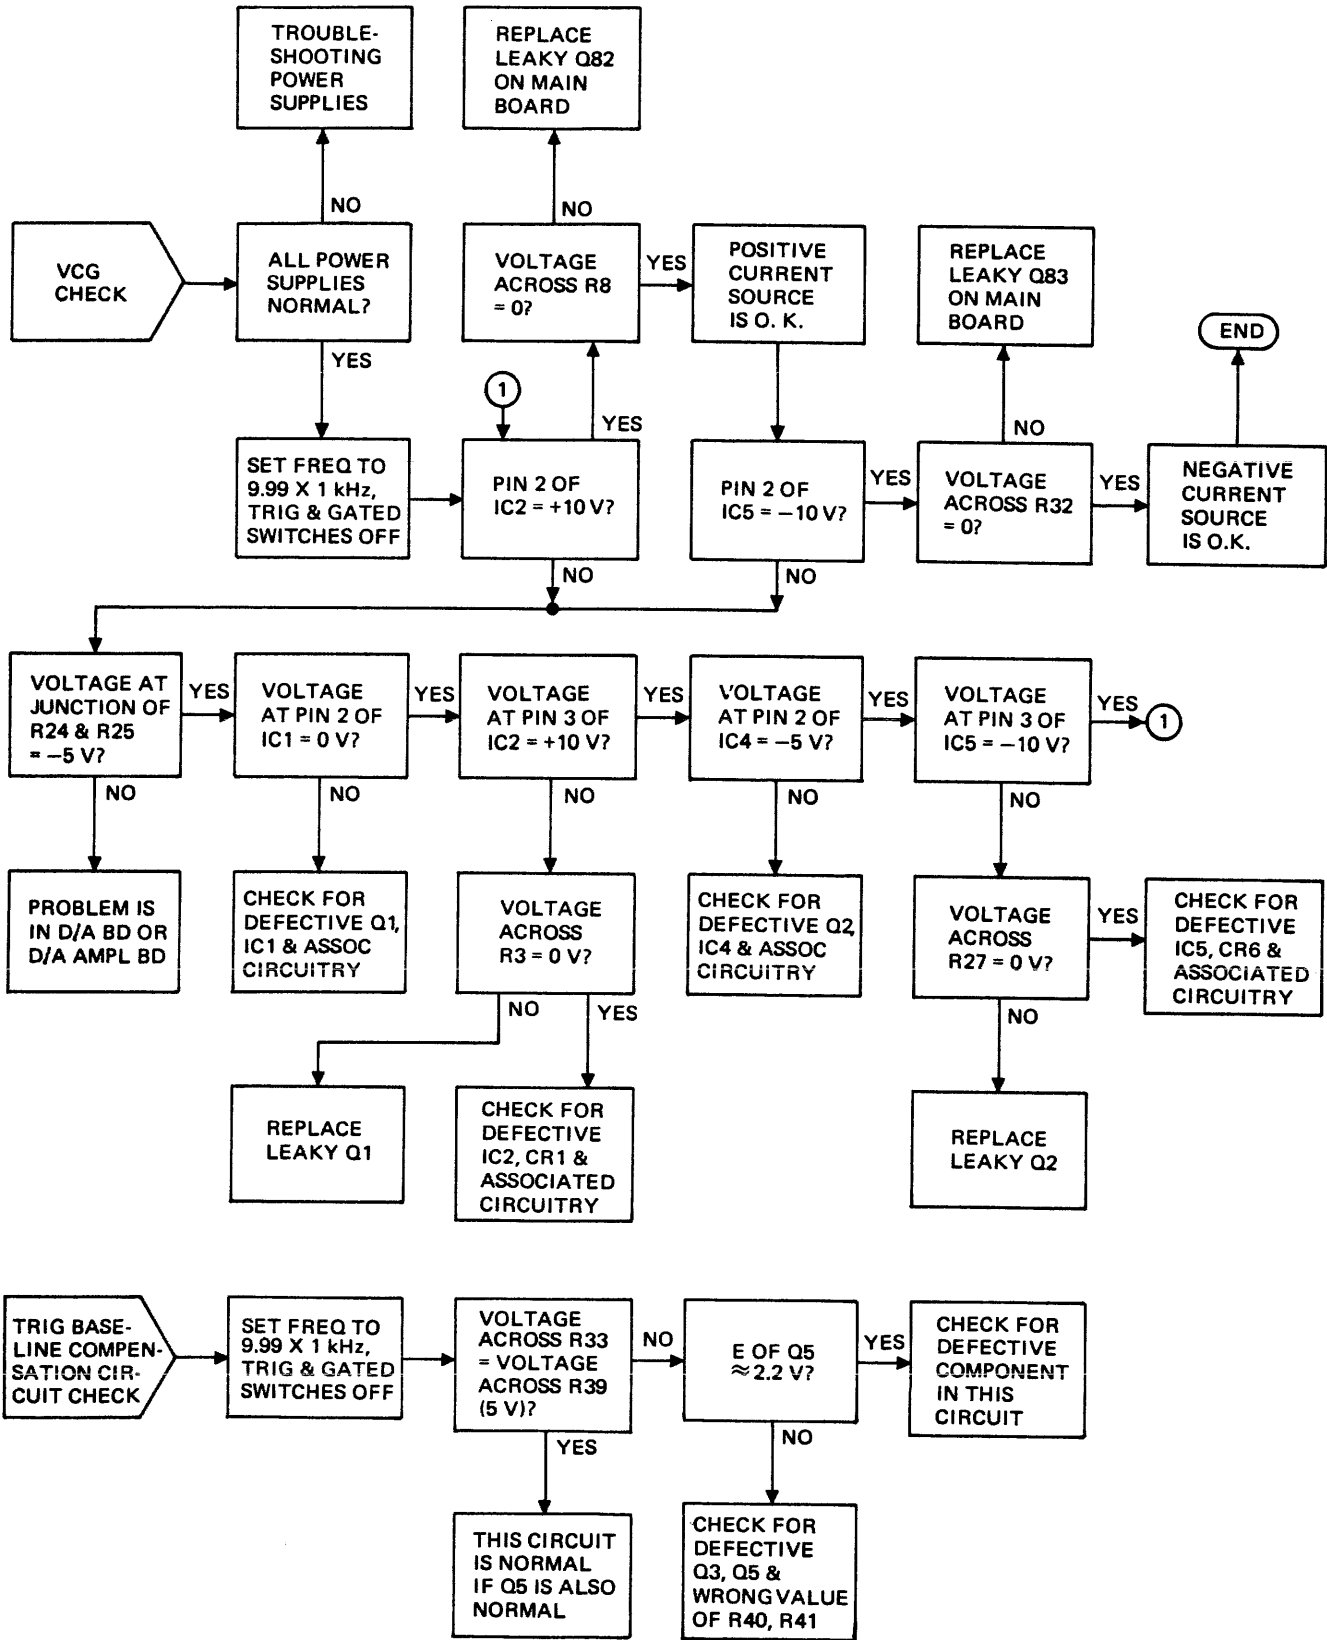 TROUBLE-
SHOOTING
POWER
SUPPLIES
REPLACE
LEAKY Q82
ON MAIN
BOARD
NO
NO
VCG
CHECK
ALL POWER
SUPPLIES
NORMAL?
VOLTAGE
ACROSS R8
= 0?
YES
POSITIVE
CURRENT
SOURCE
IS O. K.
REPLACE
LEAKY Q83
ON MAIN
BOARD
END
YES
1
YES
NO
SET FREQ TO
9.99 X 1 kHz,
TRIG & GATED
SWITCHES OFF
PIN 2 OF
IC2 = +10 V?
PIN 2 OF
IC5 = −10 V?
YES
VOLTAGE
ACROSS R32
= 0?
YES
NEGATIVE
CURRENT
SOURCE
IS O.K.
NO
NO
VOLTAGE AT
JUNCTION OF
R24 & R25
= −5 V?
YES
VOLTAGE
AT PIN 2 OF
IC1 = 0 V?
YES
VOLTAGE
AT PIN 3 OF
IC2 = +10 V?
YES
VOLTAGE
AT PIN 2 OF
IC4 = −5 V?
YES
VOLTAGE
AT PIN 3 OF
IC5 = −10 V?
YES
1
NO
NO
NO
NO
NO
PROBLEM IS
IN D/A BD OR
D/A AMPL BD
CHECK FOR
DEFECTIVE Q1,
IC1 & ASSOC
CIRCUITRY
VOLTAGE
ACROSS
R3 = 0 V?
CHECK FOR
DEFECTIVE Q2,
IC4 & ASSOC
CIRCUITRY
VOLTAGE
ACROSS
R27 = 0 V?
YES
CHECK FOR
DEFECTIVE
IC5, CR6 &
ASSOCIATED
CIRCUITRY
NO
YES
NO
REPLACE
LEAKY Q1
CHECK FOR
DEFECTIVE
IC2, CR1 &
ASSOCIATED
CIRCUITRY
REPLACE
LEAKY Q2
TRIG BASE-
LINE COMPEN-
SATION CIR-
CUIT CHECK
SET FREQ TO
9.99 X 1 kHz,
TRIG & GATED
SWITCHES OFF
VOLTAGE
ACROSS R33
= VOLTAGE
ACROSS R39
(5 V)?
NO
E OF Q5
≈2.2 V?
YES
CHECK FOR
DEFECTIVE
COMPONENT
IN THIS
CIRCUIT
YES
NO
THIS CIRCUIT
IS NORMAL
IF Q5 IS ALSO
NORMAL
CHECK FOR
DEFECTIVE
Q3, Q5 &
WRONG VALUE
OF R40, R41